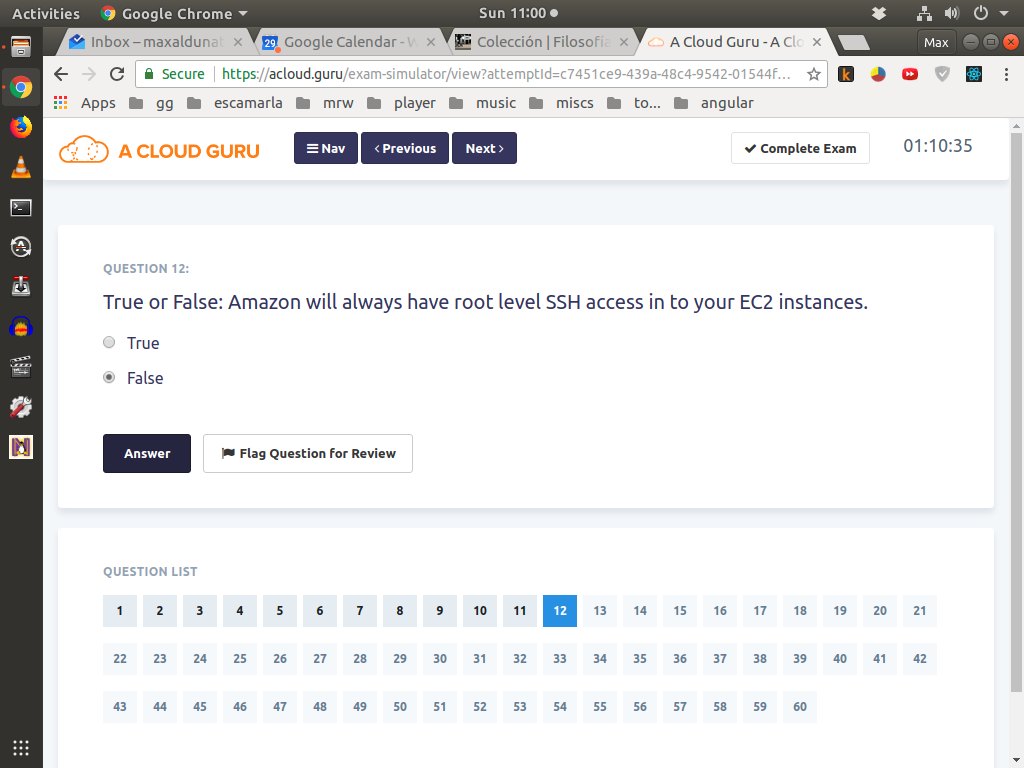 Activities Google Chrome Sun 11:00
Inbox – maxaldunat Google Calendar - W Colección | Filosofía A Cloud Guru - A Clo Max
Secure https://acloud.guru/exam-simulator/view?attemptId=c7451ce9-439a-48c4-9542-01544f...
Apps gg escamarla mrw player music miscs to... angular
A CLOUD GURU Nav Previous Next Complete Exam 01:10:35
QUESTION 12:
True or False: Amazon will always have root level SSH access in to your EC2 instances.
True
False
Answer Flag Question for Review
QUESTION LIST
1 2 3 4 5 6 7 8 9 10 11 12 13 14 15 16 17 18 19 20 21
22 23 24 25 26 27 28 29 30 31 32 33 34 35 36 37 38 39 40 41 42
43 44 45 46 47 48 49 50 51 52 53 54 55 56 57 58 59 60